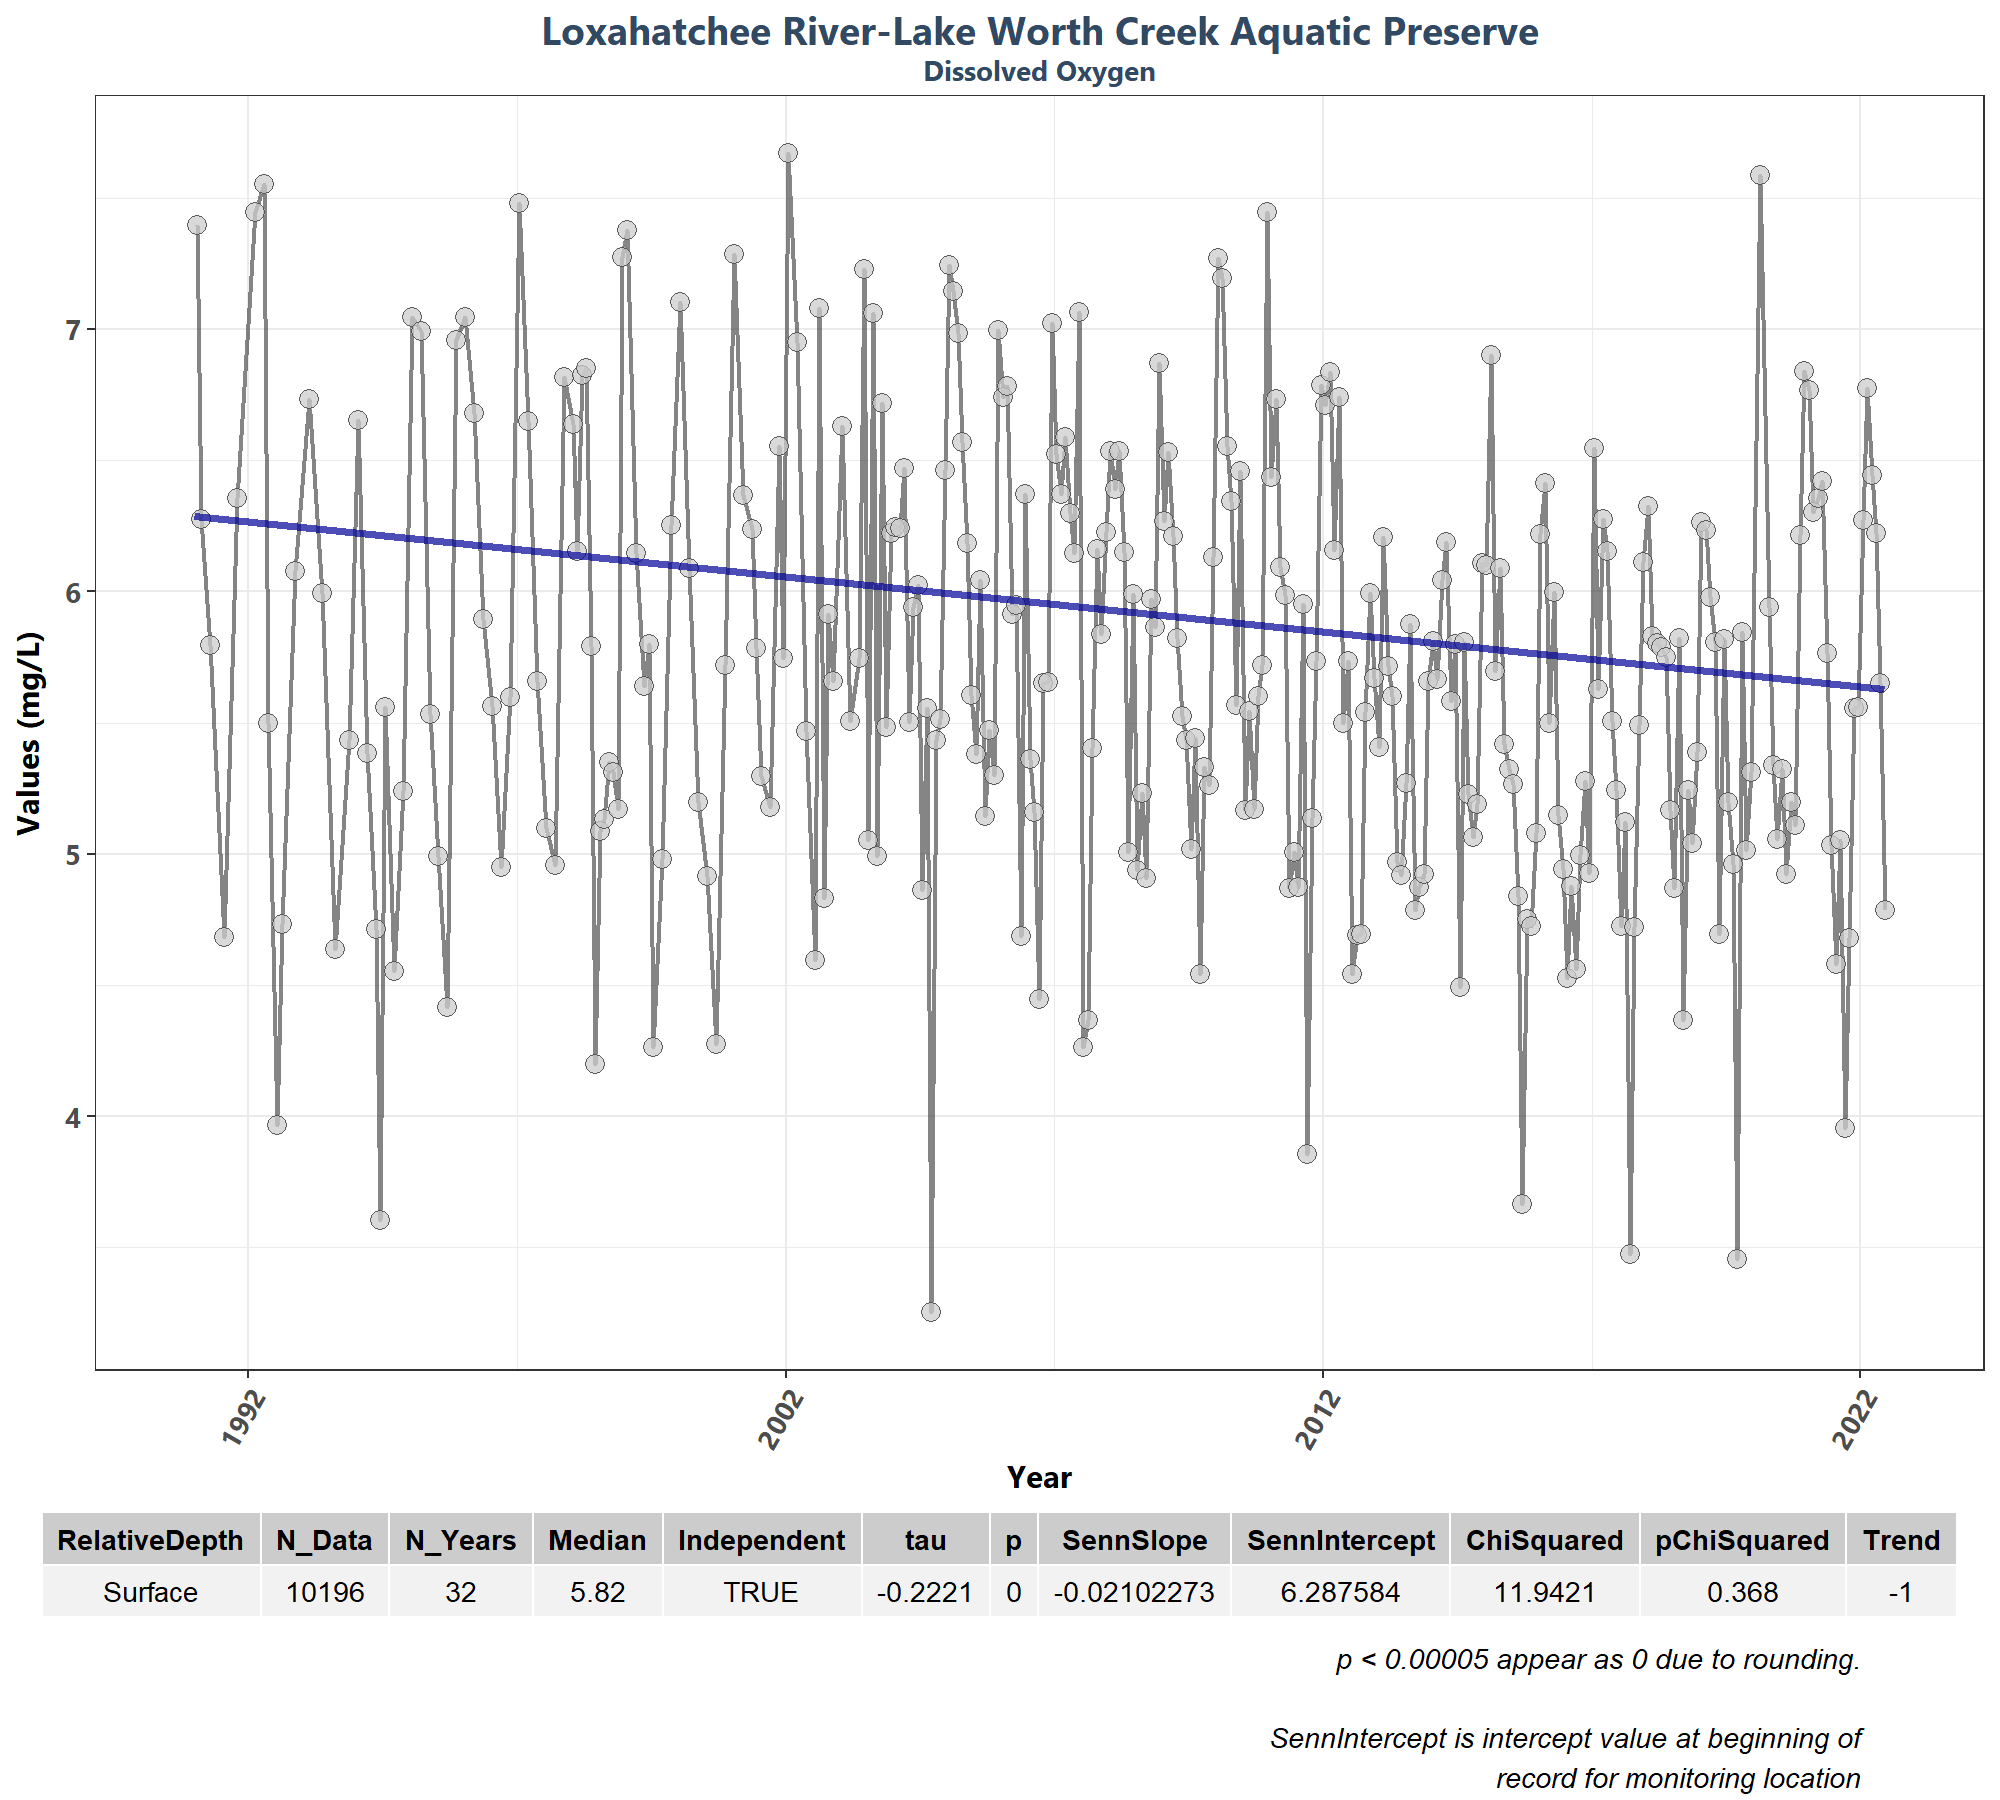 Loxahatchee River-Lake Worth Creek Aquatic Preserve
Dissolved Oxygen
Values (mg/L)
7
6
5
4
1992
2002
2012
2022
Year
RelativeDepth N_Data N_Years Median Independent tau p SennSlope SennIntercept ChiSquared pChiSquared Trend
Surface 10196 32 5.82 TRUE -0.2221 0 -0.02102273 6.287584 11.9421 0.368 -1
p < 0.00005 appear as 0 due to rounding.
SennIntercept is intercept value at beginning of
record for monitoring location